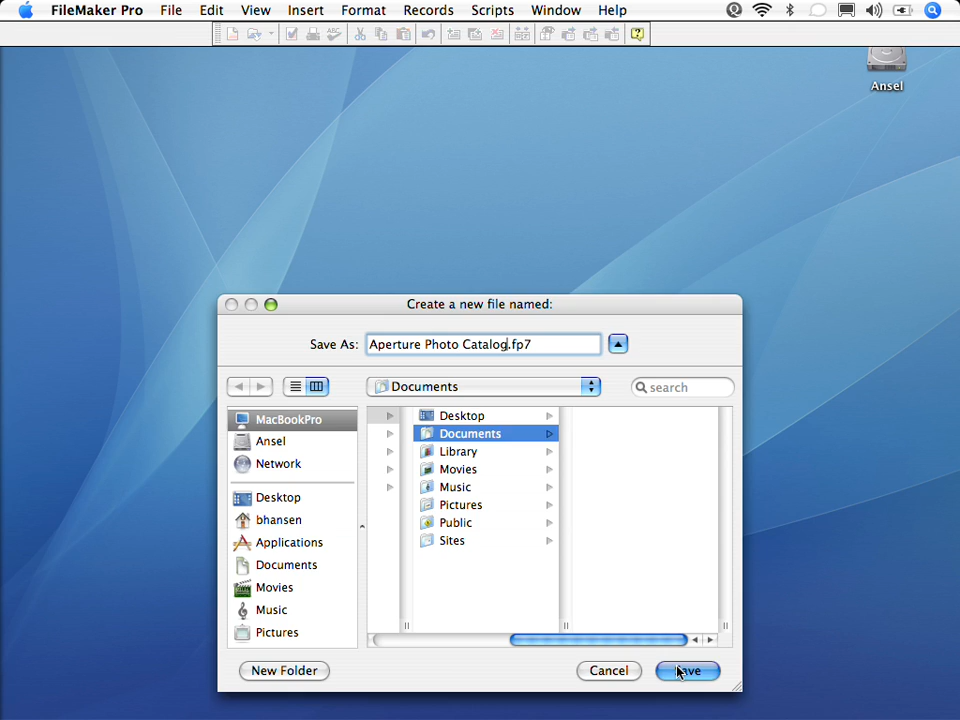 FileMaker Pro File Edit View Insert Format Records Scripts Window Help
Ansel
Create a new file named:
Save As: Aperture Photo Catalog.fp7
Documents
search
MacBookPro
Ansel
Network
Desktop
bhansen
Applications
Documents
Movies
Music
Pictures
Desktop
Documents
Library
Movies
Music
Pictures
Public
Sites
New Folder Cancel Save